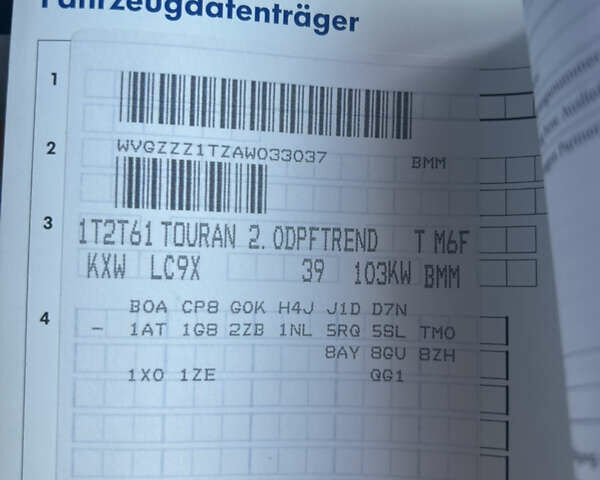 Fahrzeugdatenträger
1
2
WVGZZZ1TZAW033037 BMM
3
1T2T61 TOURAN 2.0DPFTREND T M6F
KXW LC9X 39 103KW BMM
4
B0A CP8 G0K H4J J1D D7N
- 1AT 1G8 2ZB 1NL 5RQ 5SL TM0
8AY 8GU 8ZH
1X0 1ZE QG1